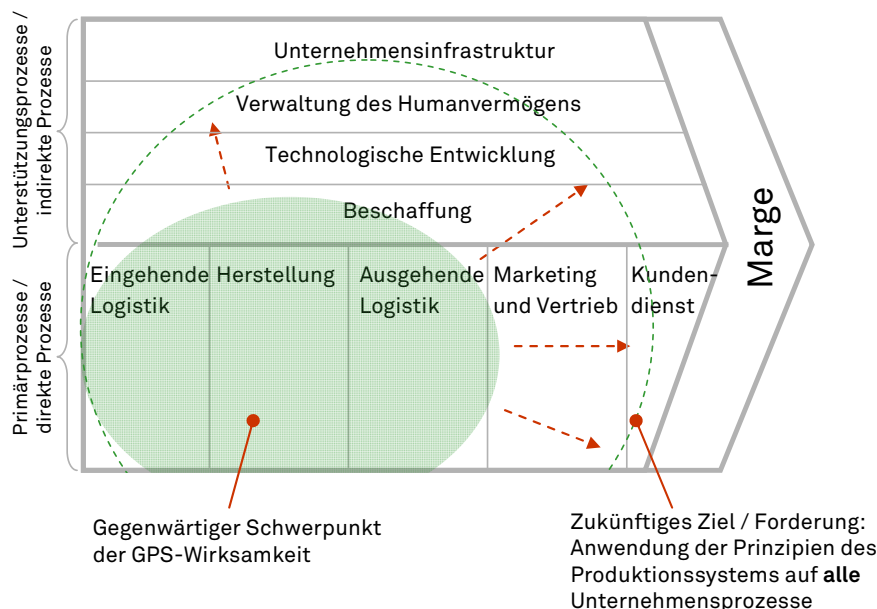 Unterstützungsprozesse /
indirekte Prozesse
Unternehmensinfrastruktur
Verwaltung des Humanvermögens
Technologische Entwicklung
Beschaffung
Marge
Primärprozesse /
direkte Prozesse
Eingehende
Logistik
Herstellung
Ausgehende
Logistik
Marketing
und Vertrieb
Kunden-
dienst
Gegenwärtiger Schwerpunkt
der GPS-Wirksamkeit
Zukünftiges Ziel / Forderung:
Anwendung der Prinzipien des
Produktionssystems auf alle
Unternehmensprozesse